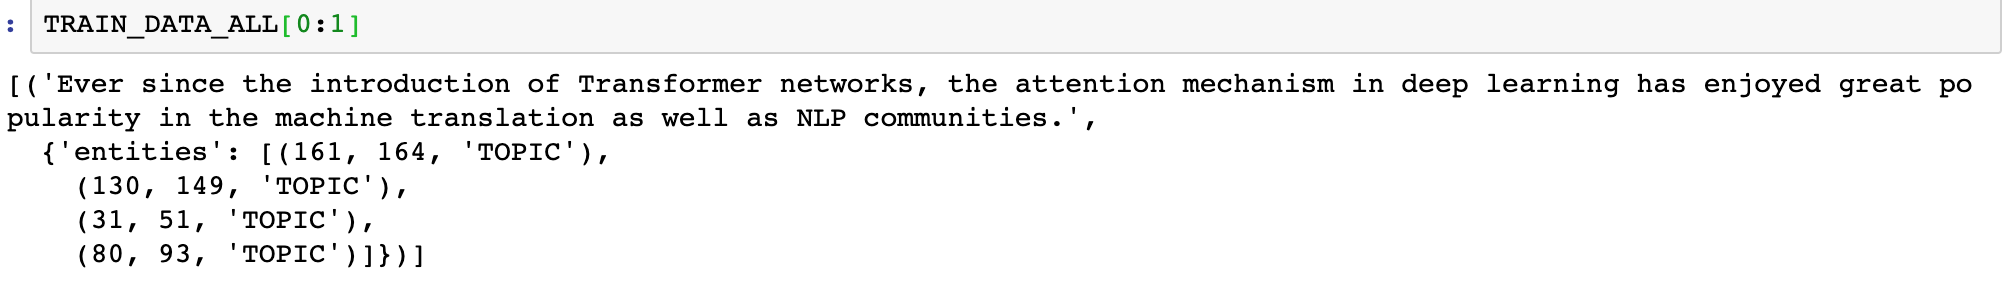 : TRAIN_DATA_ALL[0:1]
[('Ever since the introduction of Transformer networks, the attention mechanism in deep learning has enjoyed great po
pularity in the machine translation as well as NLP communities.',
  {'entities': [(161, 164, 'TOPIC'),
    (130, 149, 'TOPIC'),
    (31, 51, 'TOPIC'),
    (80, 93, 'TOPIC')]})]